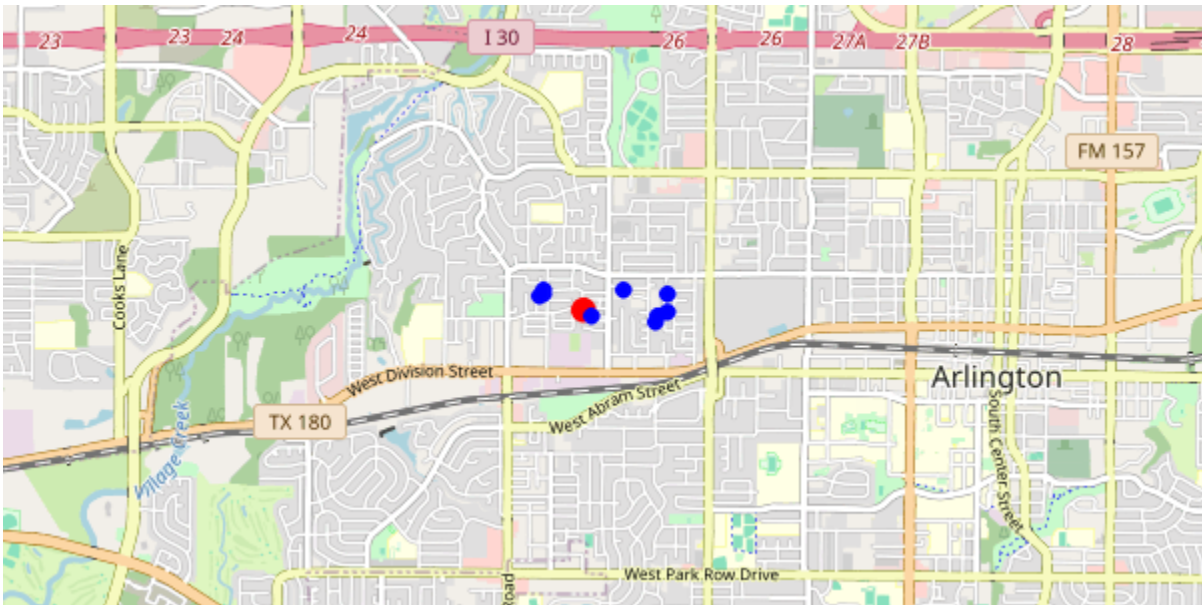 I 30
23
23
24
24
26
26
27A
27B
28
FM 157
Cooks Lane
West Division Street
Arlington
West Abram Street
TX 180
Village Creek
South Center Street
West Park Row Drive
Road